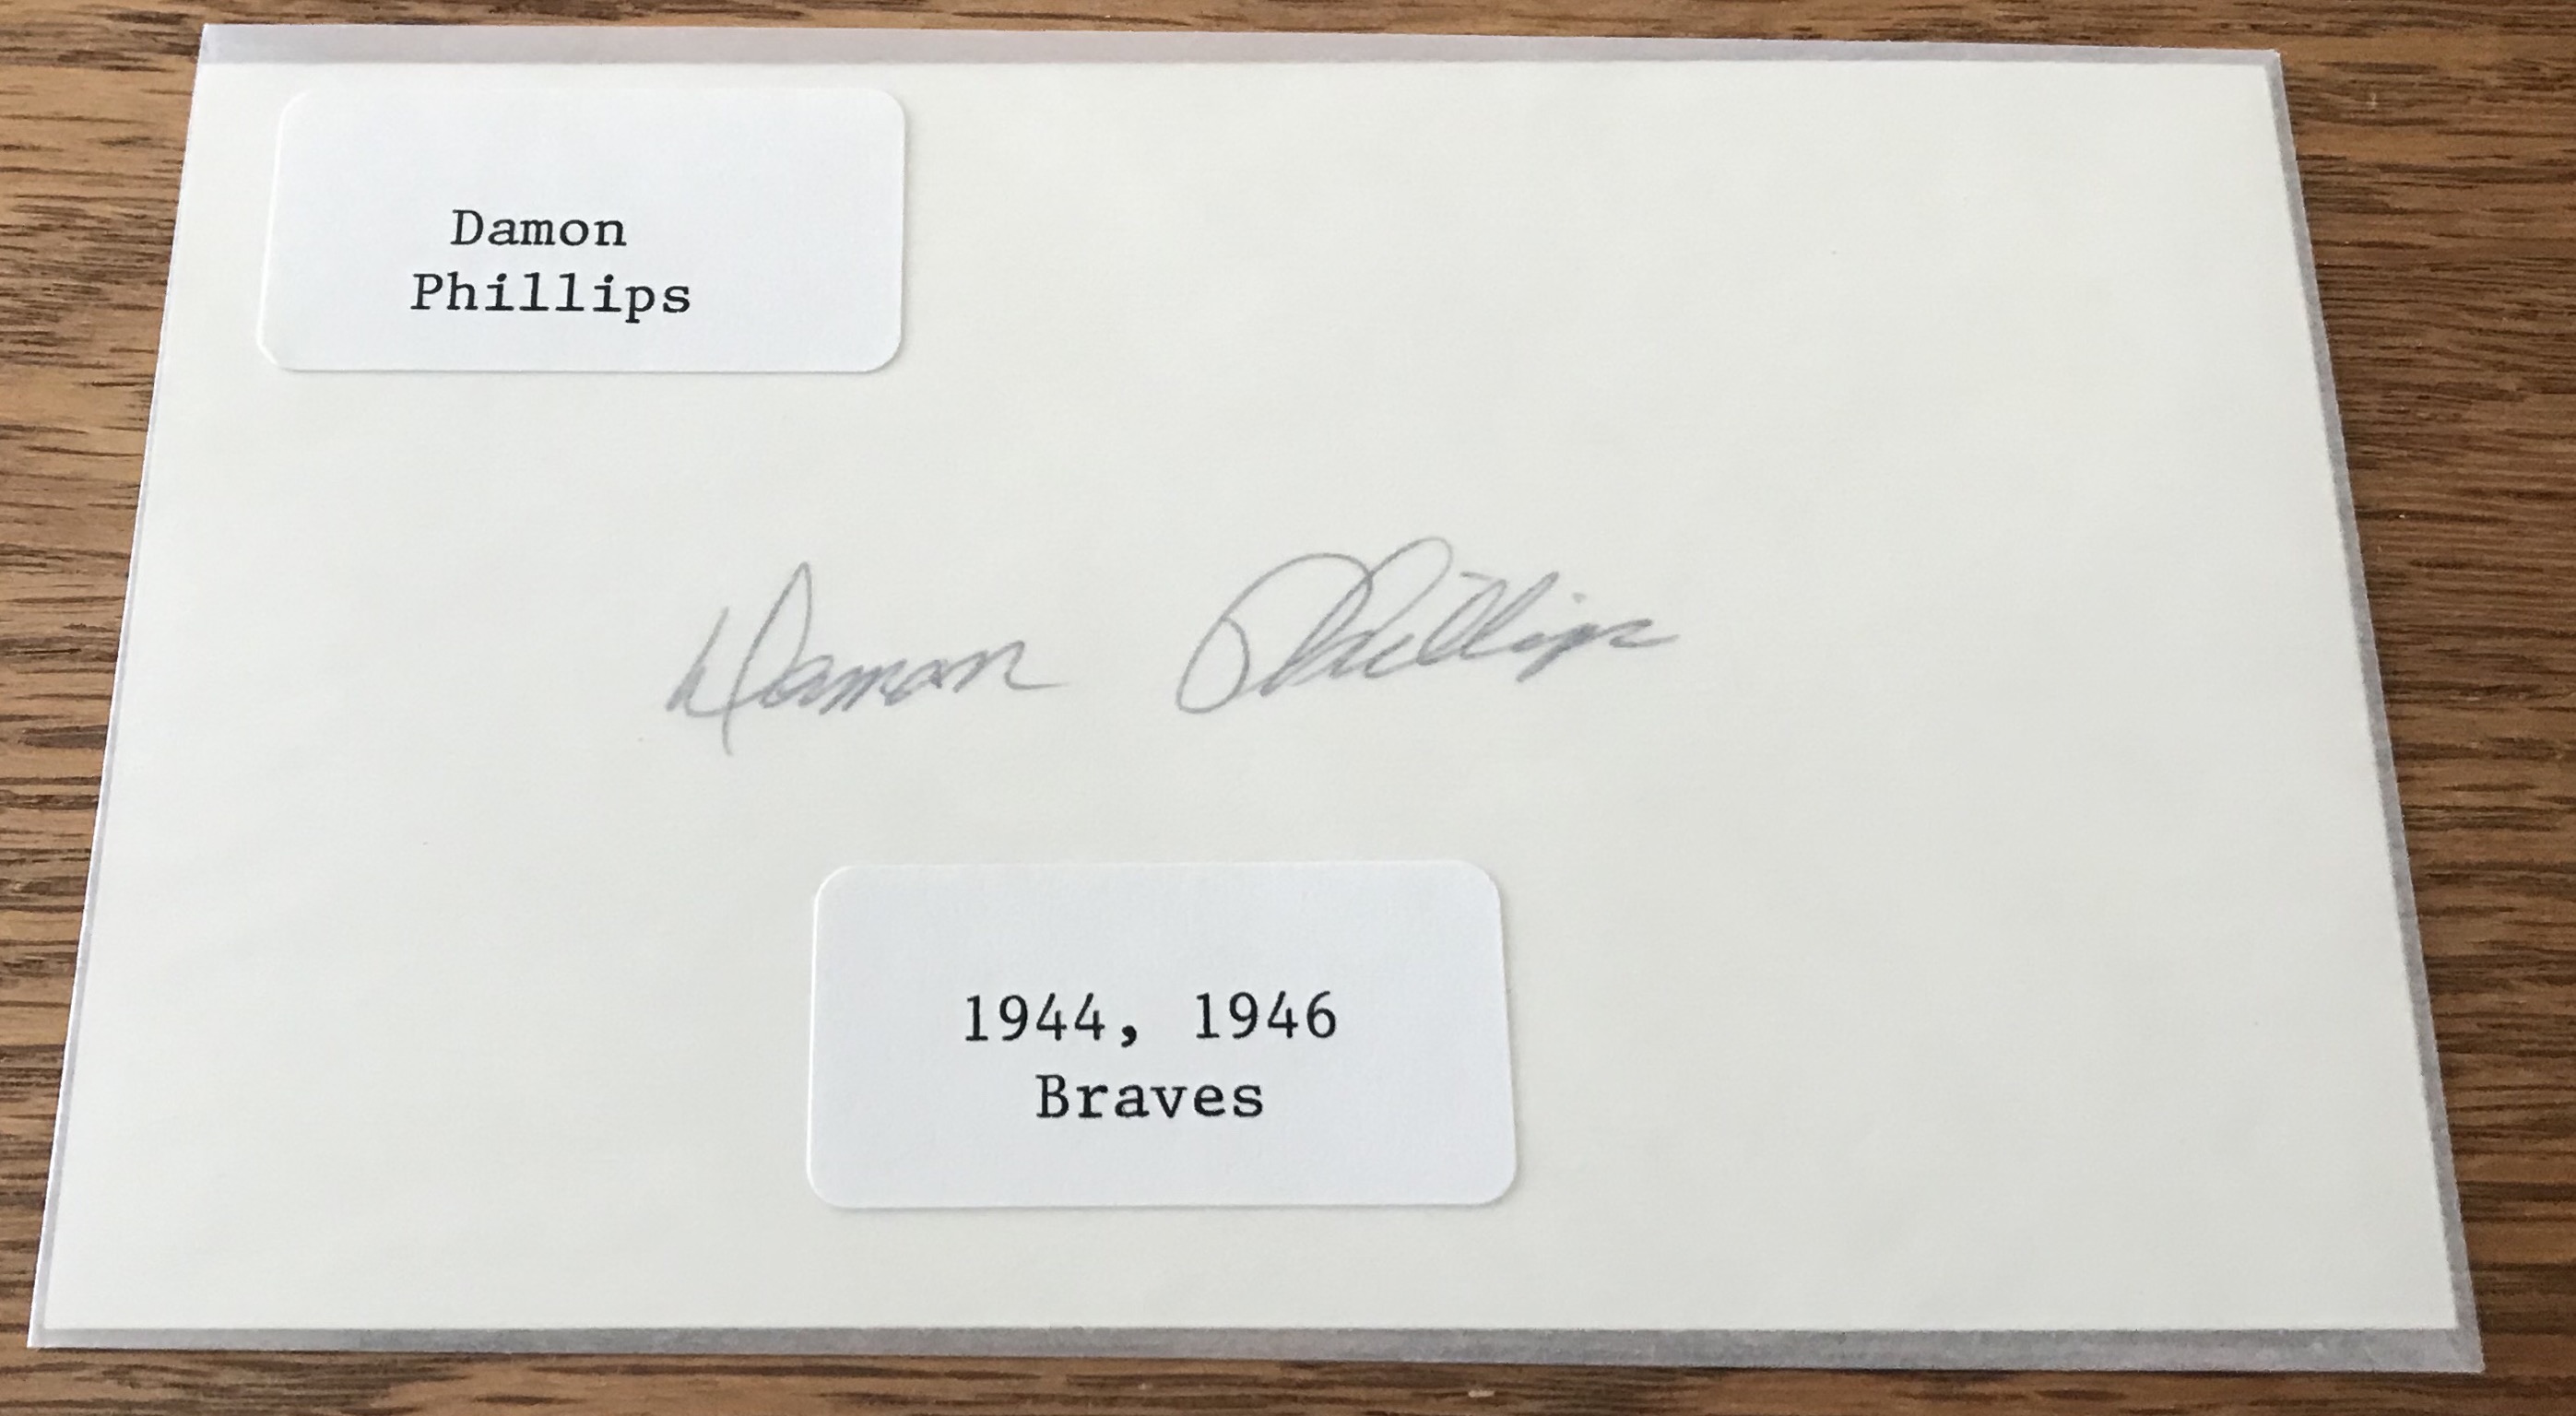 Damon
Phillips
Damon Phillips
1944, 1946
Braves